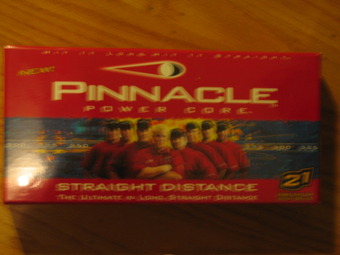 PINNACLE
POWER CORE
STRAIGHT DISTANCE
THE ULTIMATE IN LONG, STRAIGHT DISTANCE
21